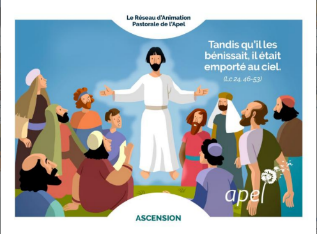 Le Réseau d'Animation
Pastorale de l'Apel
Tandis qu'il les
bénissait, il était
emporté au ciel.
(Lc 24, 46-53)
apel
ASCENSION